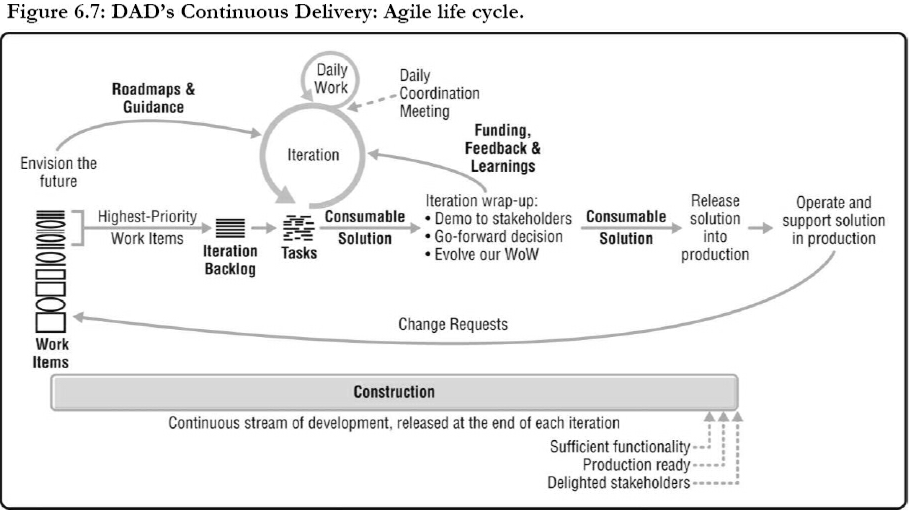 Figure 6.7: DAD's Continuous Delivery: Agile life cycle.
Daily
Work
Daily
Coordination
Meeting
Roadmaps &
Guidance
Funding,
Feedback &
Learnings
Iteration
Envision the
future
Highest-Priority
Work Items
Iteration
Backlog
Tasks
Consumable
Solution
Iteration wrap-up:
• Demo to stakeholders
• Go-forward decision
• Evolve our WoW
Consumable
Solution
Release
solution
into
production
Operate and
support solution
in production
Change Requests
Work
Items
Construction
Continuous stream of development, released at the end of each iteration
Sufficient functionality
Production ready
Delighted stakeholders